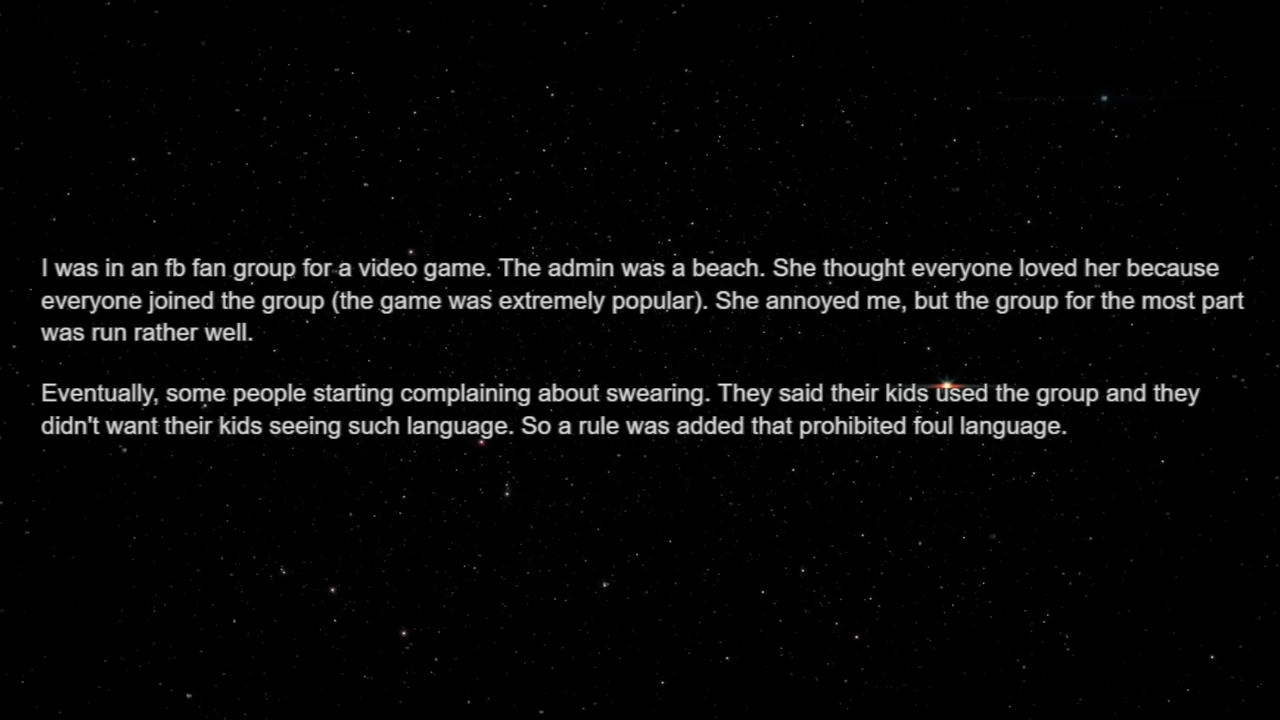 I was in an fb fan group for a video game. The admin was a beach. She thought everyone loved her because
everyone joined the group (the game was extremely popular). She annoyed me, but the group for the most part
was run rather well.
Eventually, some people starting complaining about swearing. They said their kids used the group and they
didn't want their kids seeing such language. So a rule was added that prohibited foul language.